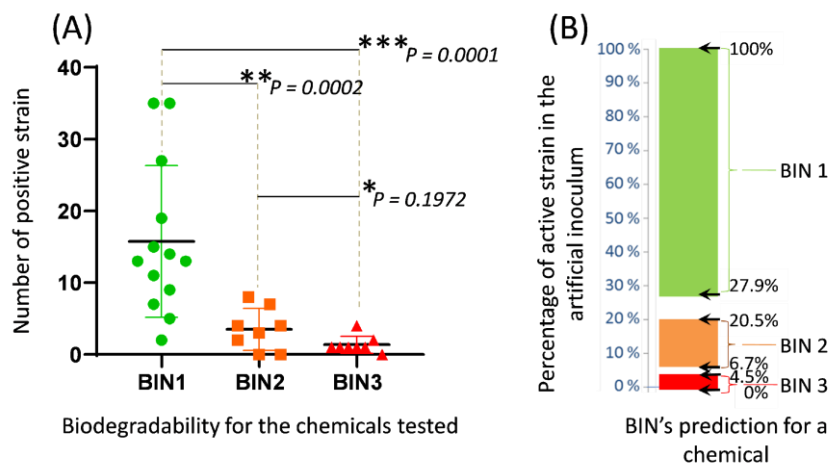 (A)
Number of positive strain
40
30
20
10
0
***
P = 0.0001
**
P = 0.0002
*
P = 0.1972
BIN1 BIN2 BIN3
Biodegradability for the chemicals tested
(B)
Percentage of active strain in the
artificial inoculum
100 %
90 %
80 %
70 %
60 %
50 %
40 %
30 %
20 %
10 %
0 %
100%
27.9%
20.5%
6.7%
4.5%
0%
BIN 1
BIN 2
BIN 3
BIN's prediction for a
chemical